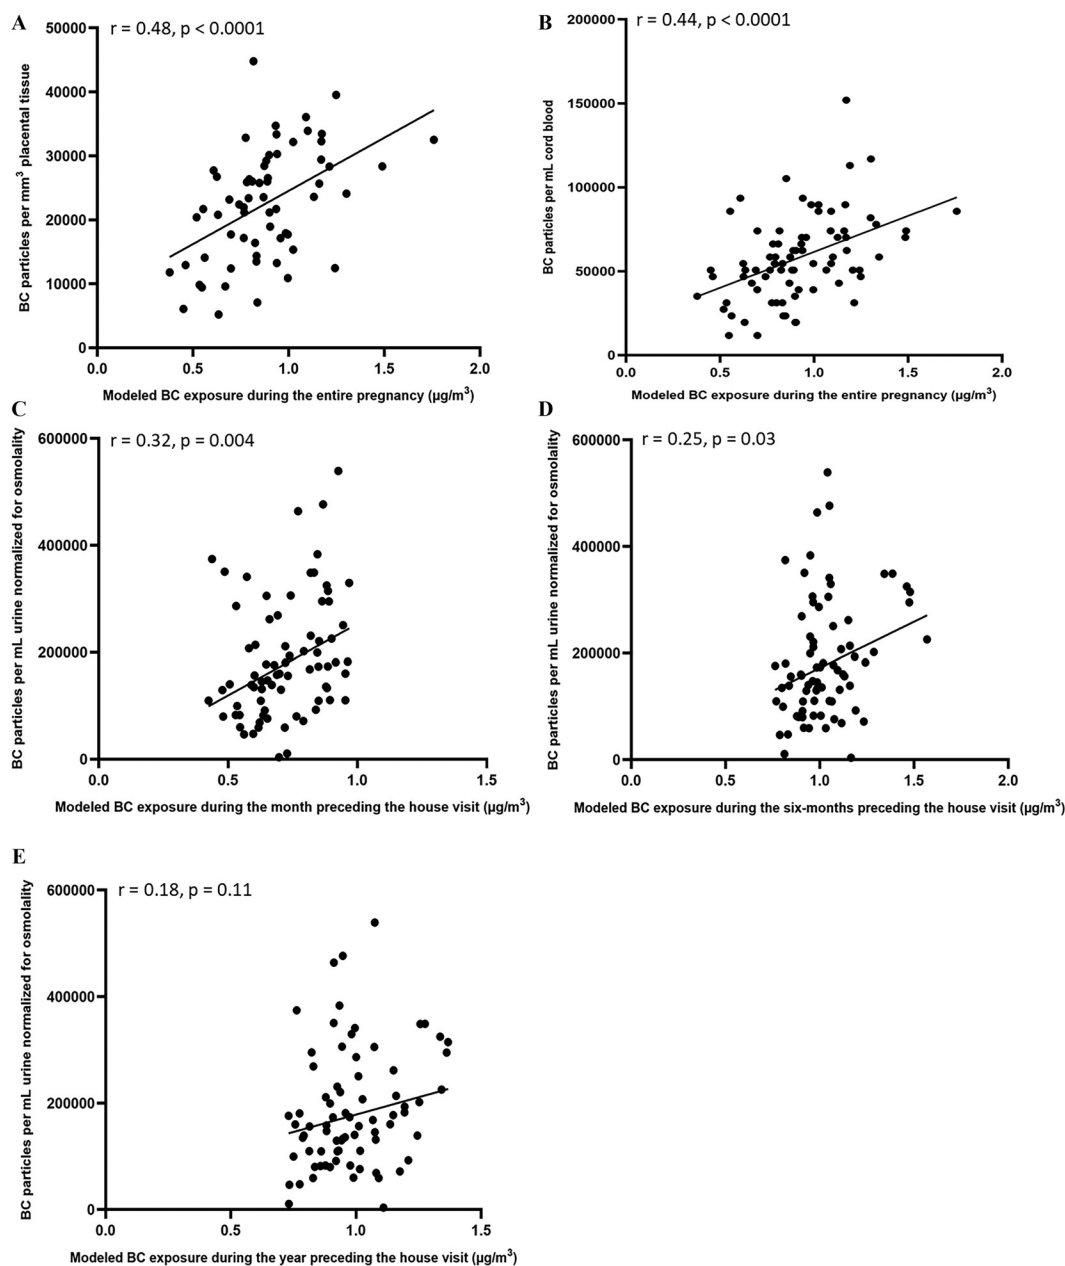 A
r = 0.48, p < 0.0001
50000
40000
30000
20000
10000
0
BC particles per mm3 placental tissue
0.0 0.5 1.0 1.5 2.0
Modeled BC exposure during the entire pregnancy (µg/m3)
B
r = 0.44, p < 0.0001
200000
150000
100000
50000
0
BC particles per mL cord blood
0.0 0.5 1.0 1.5 2.0
Modeled BC exposure during the entire pregnancy (µg/m3)
C
r = 0.32, p = 0.004
600000
400000
200000
0
BC particles per mL urine normalized for osmolality
0.0 0.5 1.0 1.5
Modeled BC exposure during the month preceding the house visit (µg/m3)
D
r = 0.25, p = 0.03
600000
400000
200000
0
BC particles per mL urine normalized for osmolality
0.0 0.5 1.0 1.5 2.0
Modeled BC exposure during the six-months preceding the house visit (µg/m3)
E
r = 0.18, p = 0.11
600000
400000
200000
0
BC particles per mL urine normalized for osmolality
0.0 0.5 1.0 1.5
Modeled BC exposure during the year preceding the house visit (µg/m3)